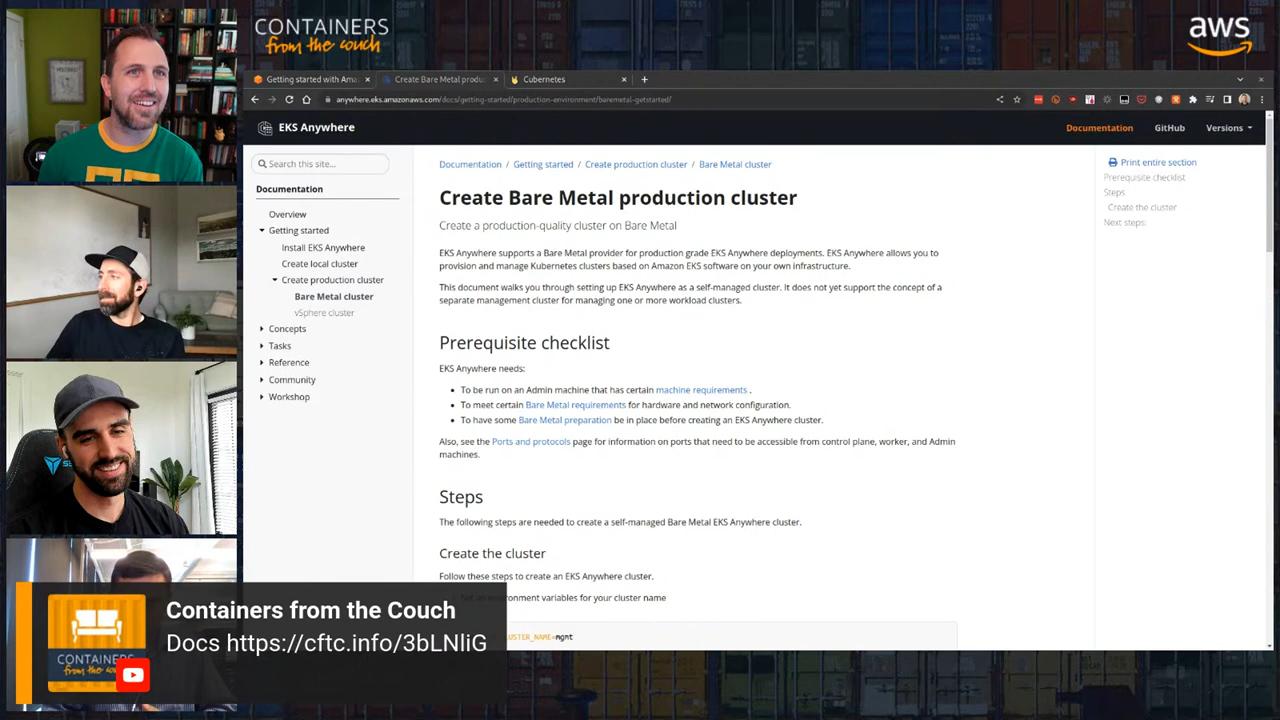 CONTAINERS
from the couch
aws
Getting started with Ama
Create Bare Metal produ
Cubernetes
anywhere.eks.amazonaws.com/docs/getting-started/production-environment/baremetal-getstarted/
EKS Anywhere
Documentation
GitHub
Versions
Search this site...
Documentation
Overview
Getting started
Install EKS Anywhere
Create local cluster
Create production cluster
Bare Metal cluster
vSphere cluster
Concepts
Tasks
Reference
Community
Workshop
Documentation / Getting started / Create production cluster / Bare Metal cluster
Create Bare Metal production cluster
Create a production-quality cluster on Bare Metal
EKS Anywhere supports a Bare Metal provider for production grade EKS Anywhere deployments. EKS Anywhere allows you to
provision and manage Kubernetes clusters based on Amazon EKS software on your own infrastructure.
This document walks you through setting up EKS Anywhere as a self-managed cluster. It does not yet support the concept of a
separate management cluster for managing one or more workload clusters.
Prerequisite checklist
EKS Anywhere needs:
To be run on an Admin machine that has certain machine requirements .
To meet certain Bare Metal requirements for hardware and network configuration.
To have some Bare Metal preparation be in place before creating an EKS Anywhere cluster.
Also, see the Ports and protocols page for information on ports that need to be accessible from control plane, worker, and Admin
machines.
Steps
The following steps are needed to create a self-managed Bare Metal EKS Anywhere cluster.
Create the cluster
Follow these steps to create an EKS Anywhere cluster.
environment variables for your cluster name
CLUSTER_NAME=mgmt
Print entire section
Prerequisite checklist
Steps
Create the cluster
Next steps:
Containers from the Couch
Docs https://cftc.info/3bLNliG
CONTAINERS
from the couch